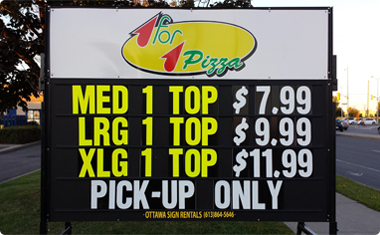 1 for 1
Pizza
MED 1 TOP $7.99
LRG 1 TOP $9.99
XLG 1 TOP $11.99
PICK-UP ONLY
OTTAWA SIGN RENTALS (613)864-5646